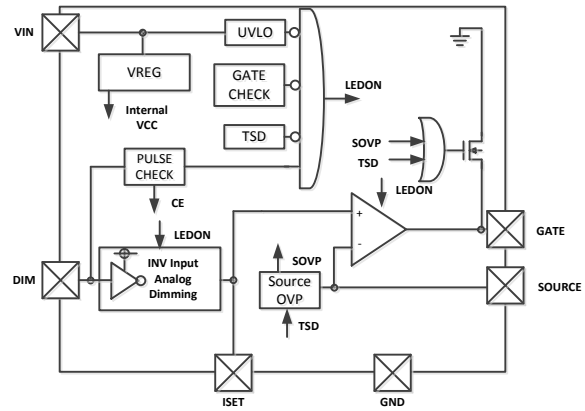 VIN
UVLO
VREG
GATE
CHECK
LEDON
Internal
VCC
TSD
SOVP
TSD
PULSE
CHECK
LEDON
CE
LEDON
+
-
GATE
DIM
INV Input
Analog
Dimming
SOVP
Source
OVP
SOURCE
TSD
ISET
GND